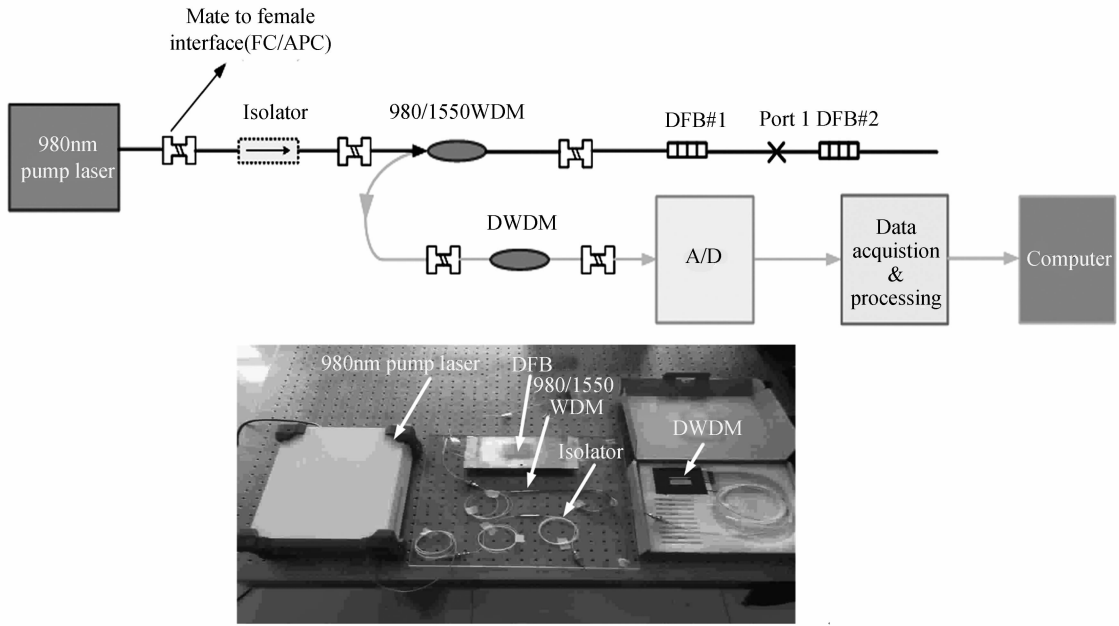 Mate to female
interface(FC/APC)
980nm
pump laser
Isolator
980/1550WDM
DFB#1
Port 1 DFB#2
DWDM
A/D
Data
acquistion
&
processing
Computer
980nm pump laser
DFB
980/1550
WDM
Isolator
DWDM